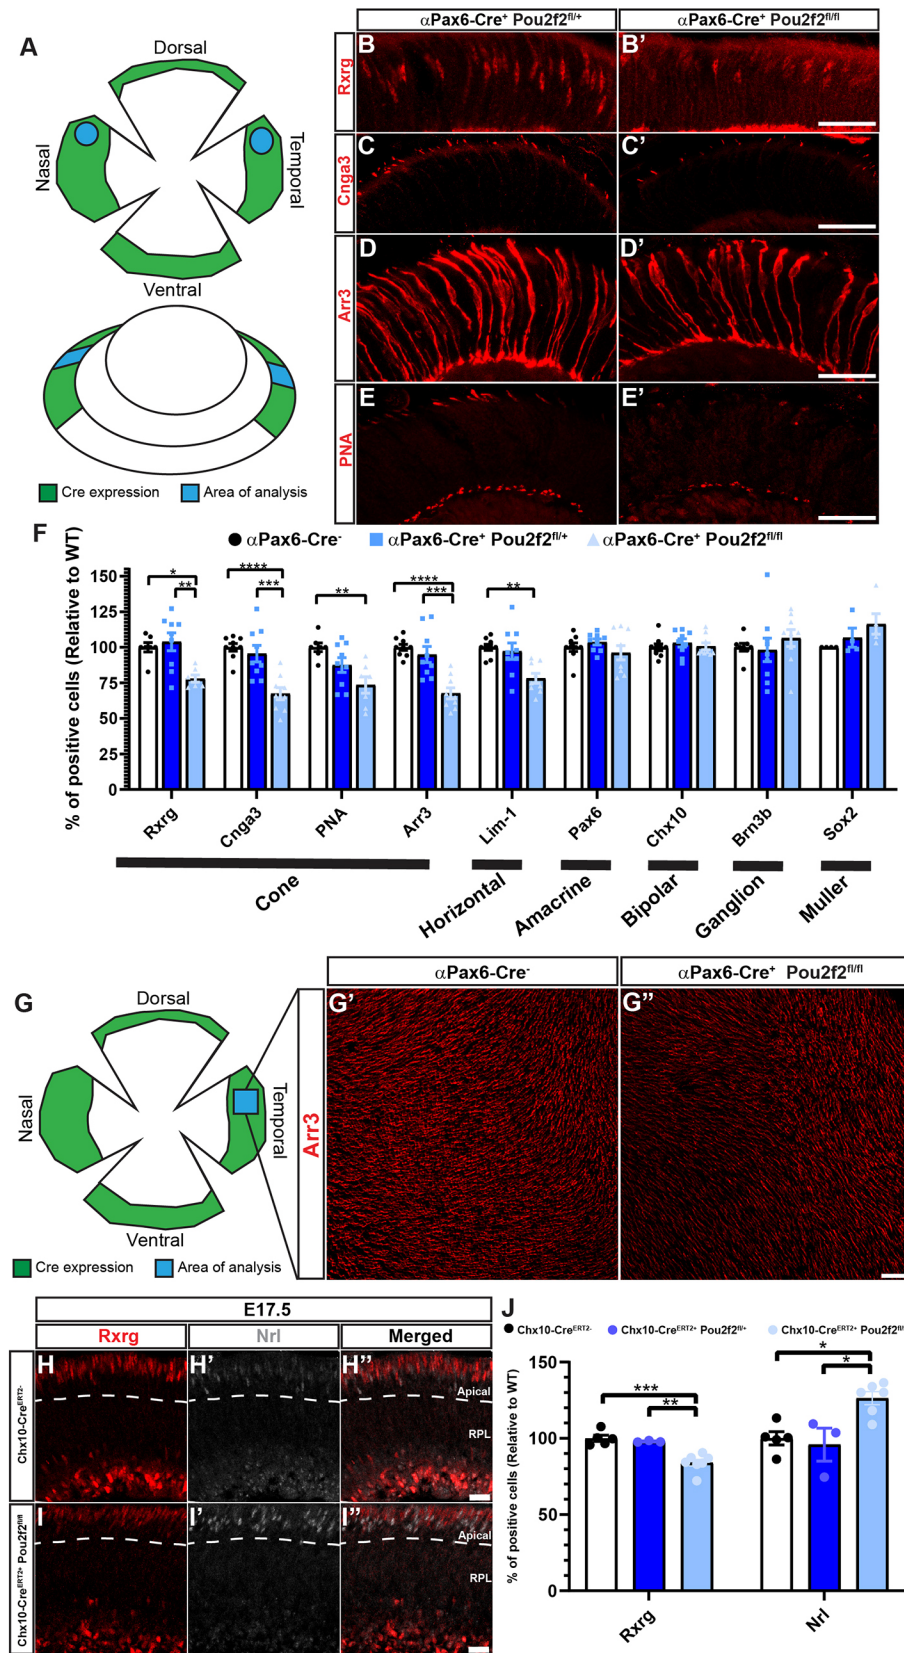 αPax6-Cre⁺ Pou2f2ᶠˡ/⁺
αPax6-Cre⁺ Pou2f2ᶠˡ/ᶠˡ
A
Dorsal
Nasal
Temporal
Ventral
Cre expression
Area of analysis
Rxrg
B
B'
Cnga3
C
C'
Arr3
D
D'
PNA
E
E'
F
αPax6-Cre⁻
αPax6-Cre⁺ Pou2f2ᶠˡ/⁺
αPax6-Cre⁺ Pou2f2ᶠˡ/ᶠˡ
% of positive cells (Relative to WT)
150
125
100
75
50
25
0
*
**
****
***
**
****
***
**
Rxrg
Cnga3
PNA
Arr3
Lim-1
Pax6
Chx10
Brn3b
Sox2
Cone
Horizontal
Amacrine
Bipolar
Ganglion
Muller
G
Dorsal
Nasal
Temporal
Ventral
Cre expression
Area of analysis
αPax6-Cre⁻
αPax6-Cre⁺ Pou2f2ᶠˡ/ᶠˡ
Arr3
G'
G"
E17.5
Rxrg
Nrl
Merged
Chx10-Creᴱᴿᵀ²⁻
H
H'
H"
Apical
RPL
Chx10-Creᴱᴿᵀ²⁺ Pou2f2ᶠˡ/ᶠˡ
I
I'
I"
Apical
RPL
J
Chx10-Creᴱᴿᵀ²⁻
Chx10-Creᴱᴿᵀ²⁺ Pou2f2ᶠˡ/⁺
Chx10-Creᴱᴿᵀ²⁺ Pou2f2ᶠˡ/ᶠˡ
% of positive cells (Relative to WT)
150
100
50
0
***
**
*
*
Rxrg
Nrl